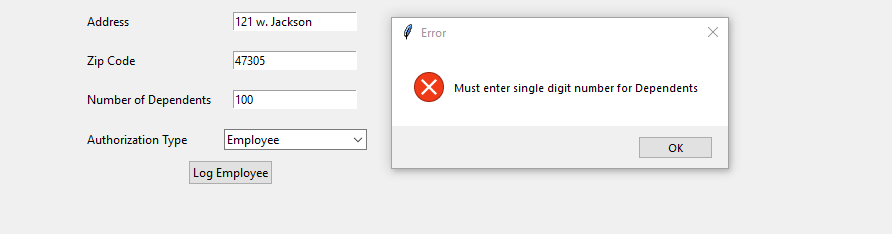 Address 121 w. Jackson
Zip Code 47305
Number of Dependents 100
Authorization Type Employee
Log Employee
Error
Must enter single digit number for Dependents
OK